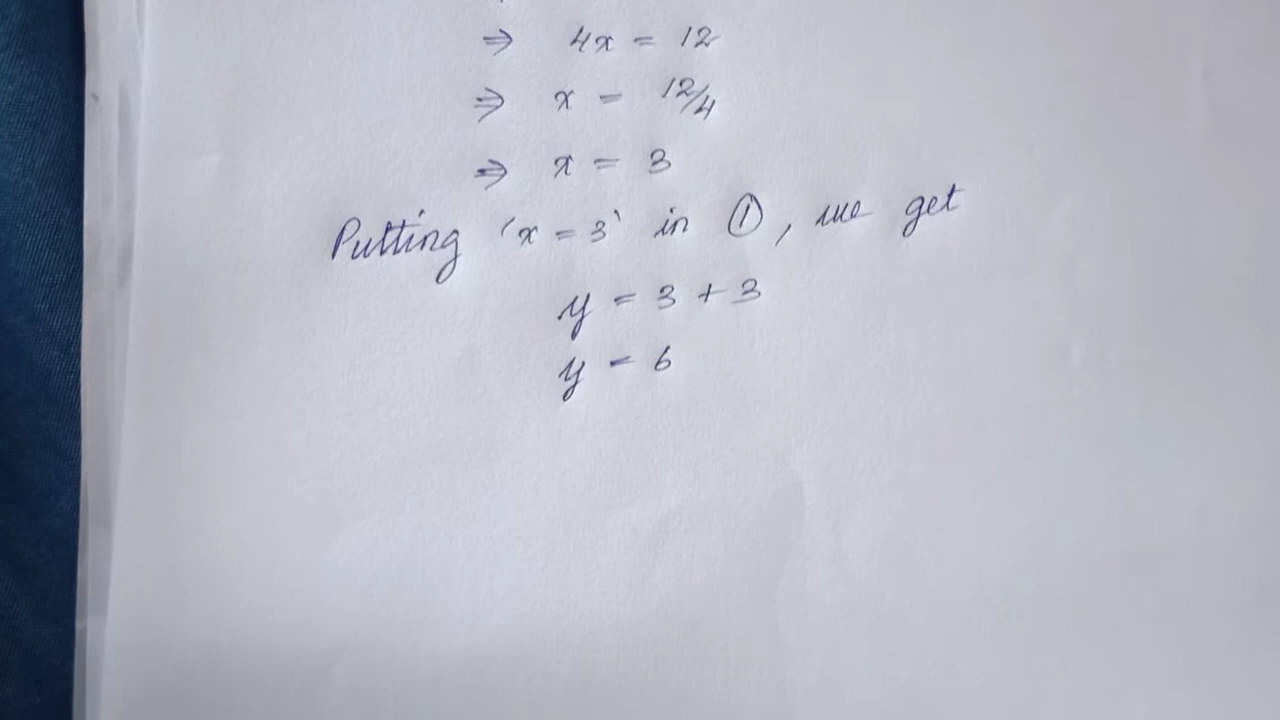 ⇒ 4x = 12
⇒ x = 12/4
⇒ x = 3
Putting 'x = 3' in ①, we get
y = 3 + 3
y = 6